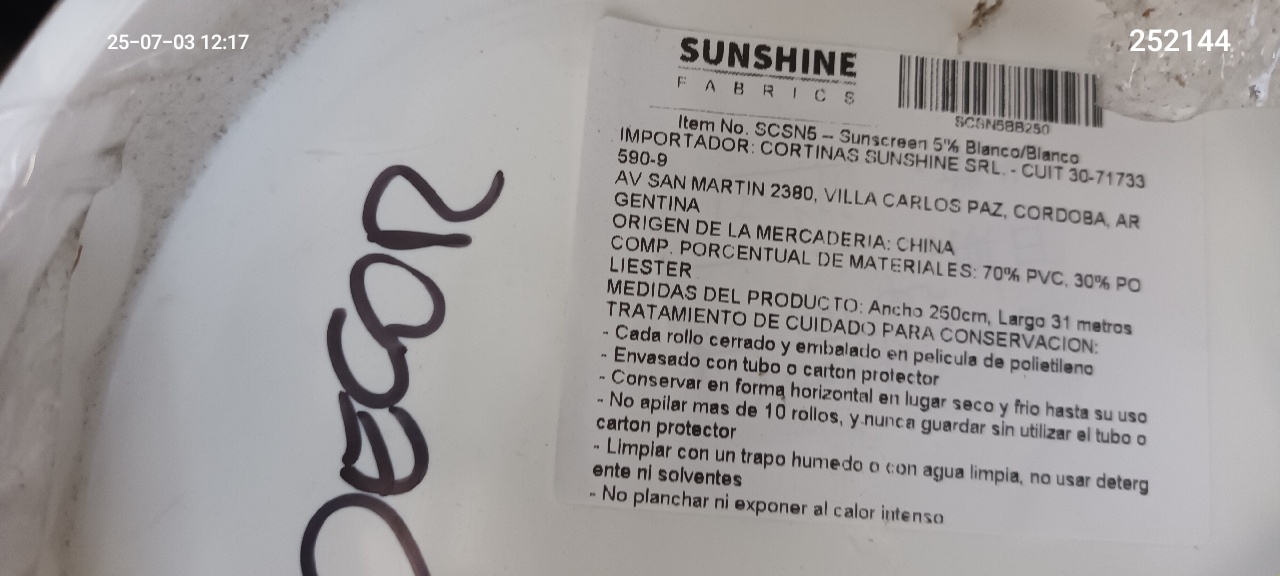 25-07-03 12:17
252144
SUNSHINE
FABRICS
SCSN5BB250
Item No. SCSN5 – Sunscreen 5% Blanco/Blanco
IMPORTADOR: CORTINAS SUNSHINE SRL. - CUIT 30-71733
590-9
AV SAN MARTIN 2380, VILLA CARLOS PAZ, CORDOBA, AR
GENTINA
ORIGEN DE LA MERCADERIA: CHINA
COMP. PORCENTUAL DE MATERIALES: 70% PVC, 30% PO
LIESTER
MEDIDAS DEL PRODUCTO: Ancho 250cm, Largo 31 metros
TRATAMIENTO DE CUIDADO PARA CONSERVACION:
- Cada rollo cerrado y embalado en pelicula de polietileno
- Envasado con tubo o carton protector
- Conservar en forma horizontal en lugar seco y frio hasta su uso
- No apilar mas de 10 rollos, y nunca guardar sin utilizar el tubo o
carton protector
- Limpiar con un trapo humedo o con agua limpia, no usar deterg
ente ni solventes
- No planchar ni exponer al calor intenso
DECOR